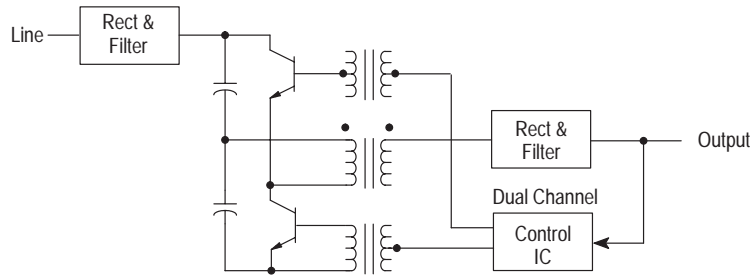 Line
Rect &
Filter
Rect &
Filter
Output
Dual Channel
Control
IC